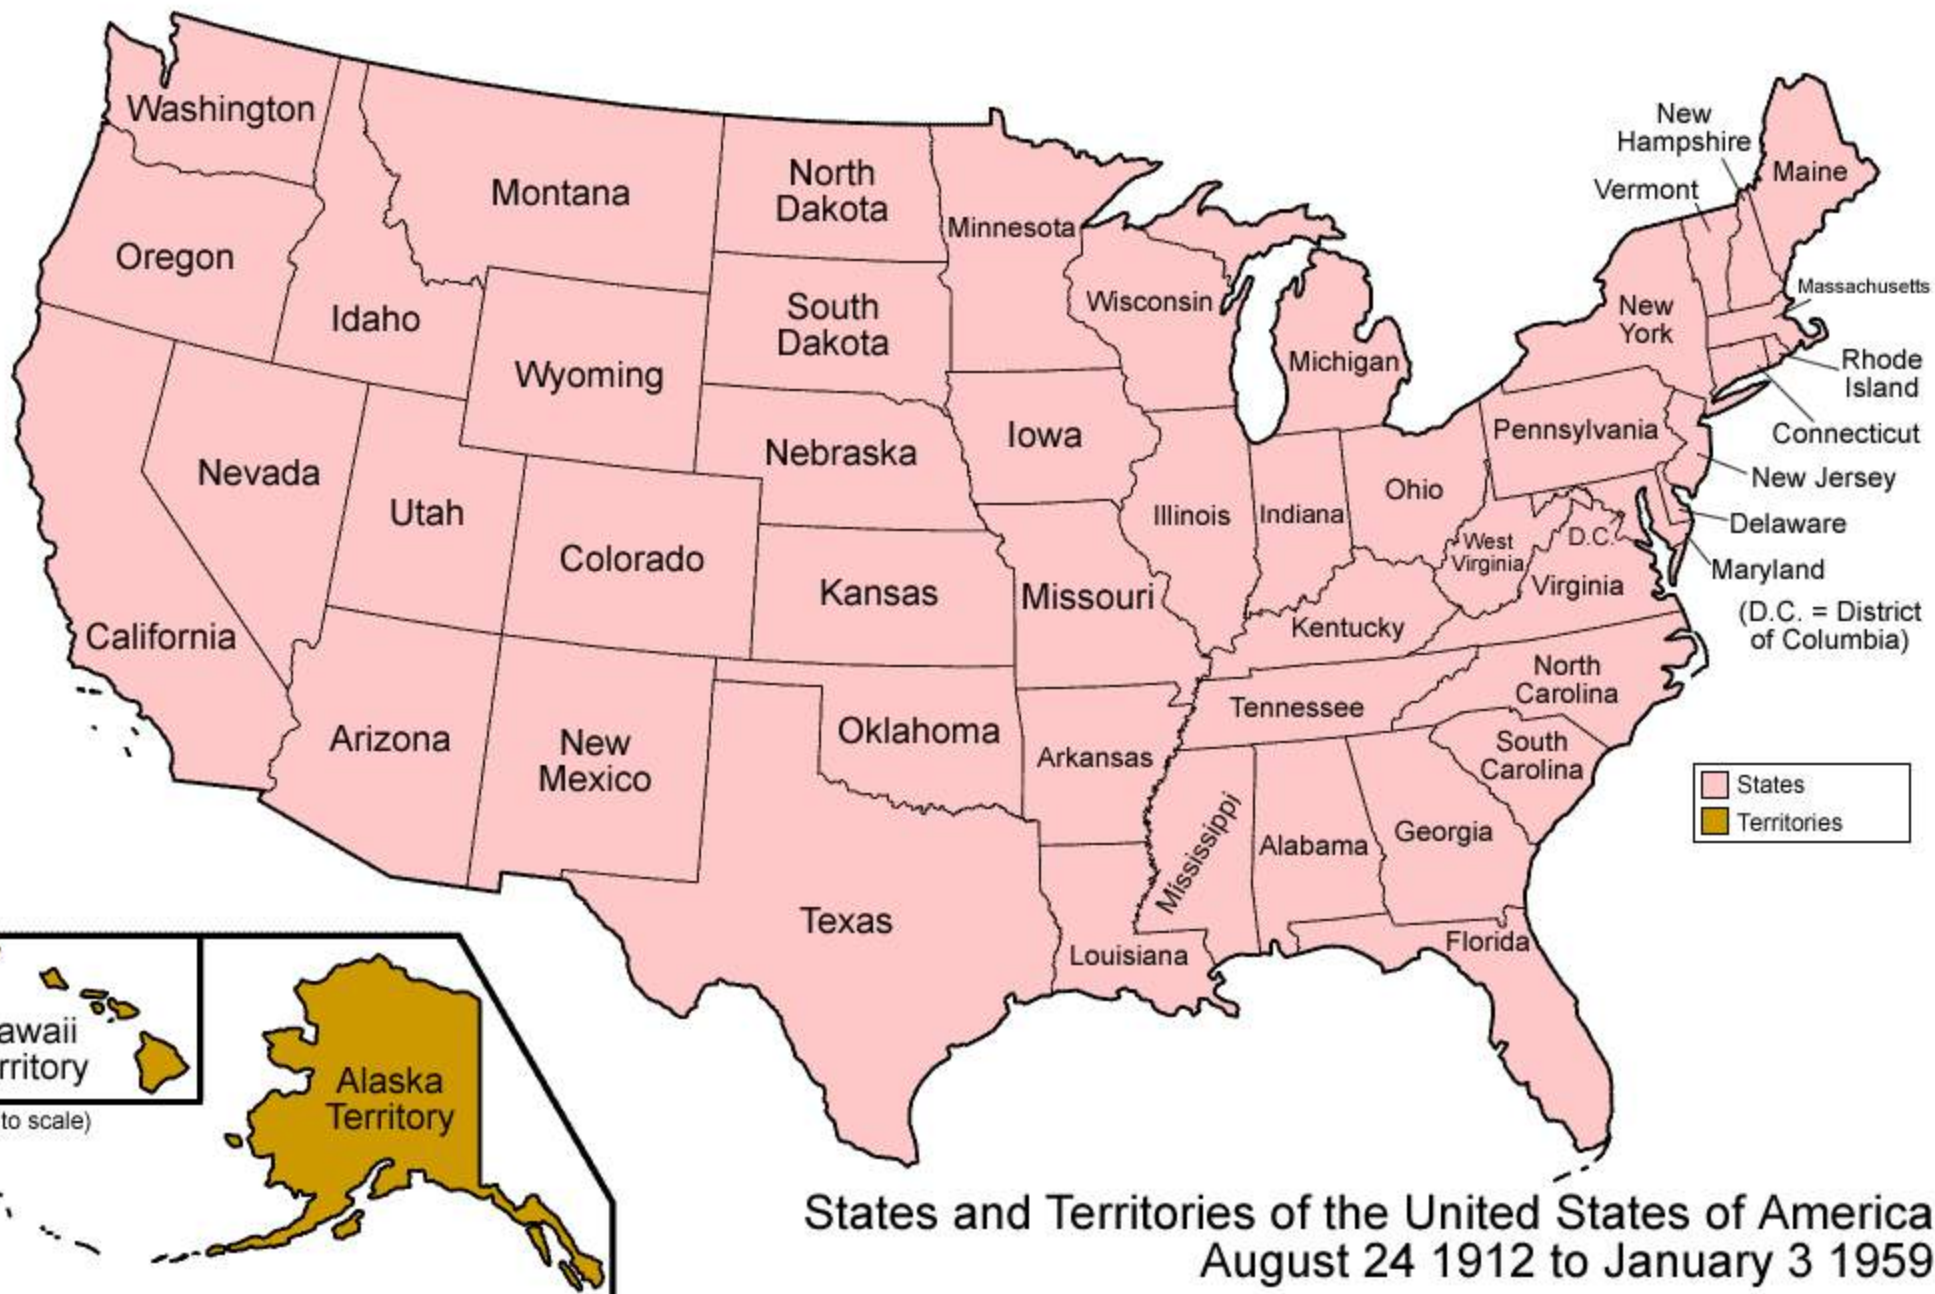 Washington
Oregon
California
Idaho
Nevada
Montana
Wyoming
Utah
Arizona
Colorado
New
Mexico
North
Dakota
South
Dakota
Nebraska
Kansas
Oklahoma
Texas
Minnesota
Iowa
Missouri
Arkansas
Louisiana
Wisconsin
Illinois
Michigan
Indiana
Ohio
Kentucky
Tennessee
Mississippi
Alabama
Georgia
Florida
South
Carolina
North
Carolina
Virginia
West
Virginia
D.C.
Pennsylvania
New
York
Vermont
New
Hampshire
Maine
Massachusetts
Rhode
Island
Connecticut
New Jersey
Delaware
Maryland
(D.C. = District
of Columbia)
States
Territories
awaii
rritory
to scale)
Alaska
Territory
States and Territories of the United States of America
August 24 1912 to January 3 1959